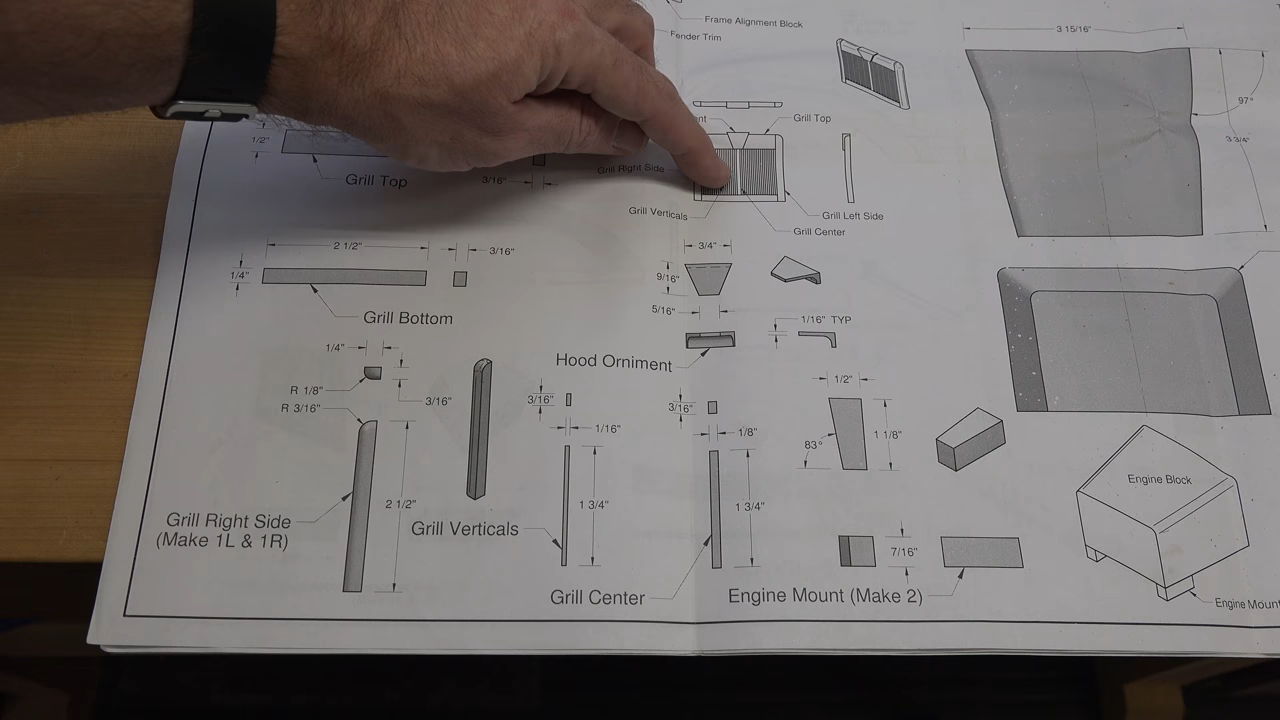 Frame Alignment Block
Fender Trim
3 15/16"
97°
3 3/4"
Grill Top
Grill Right Side
Grill Verticals
Grill Left Side
Grill Center
1/2"
Grill Top
3/16"
2 1/2"
3/16"
1/4"
Grill Bottom
3/4"
9/16"
5/16"
1/16" TYP
Hood Orniment
1/4"
R 1/8"
3/16"
R 3/16"
2 1/2"
Grill Right Side
(Make 1L & 1R)
3/16"
1/16"
1 3/4"
Grill Verticals
3/16"
1/8"
1 3/4"
Grill Center
1/2"
83°
1 1/8"
7/16"
Engine Mount (Make 2)
Engine Block
Engine Mount